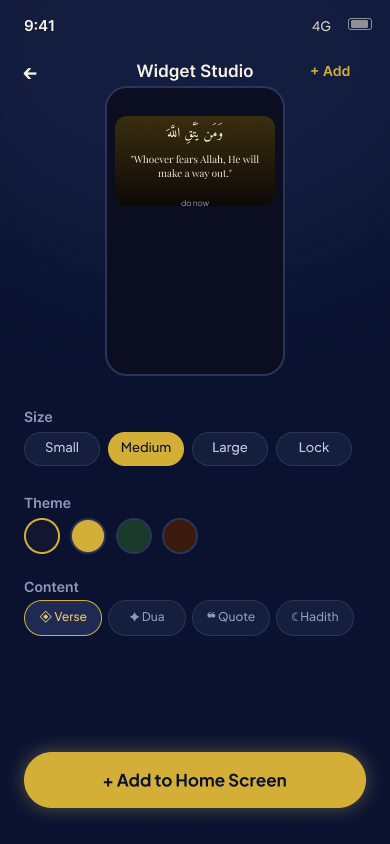 9:41
4G
← Widget Studio + Add
وَمَن يَتَّقِ اللَّهَ
"Whoever fears Allah, He will
make a way out."
do now
Size
Small Medium Large Lock
Theme
Content
Verse Dua Quote Hadith
+ Add to Home Screen